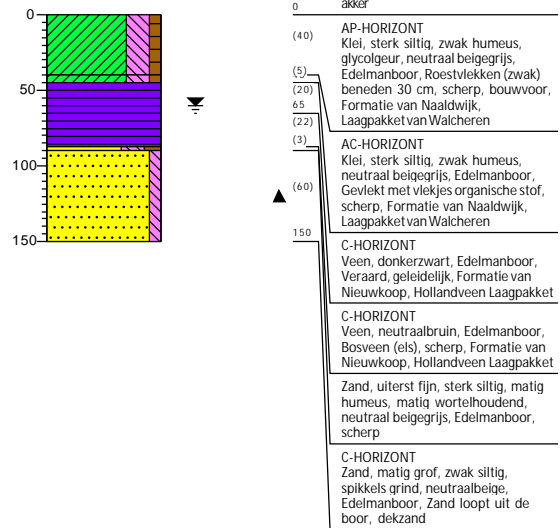 0
50
100
150
0
akker
(40)
AP-HORIZONT
Klei, sterk siltig, zwak humeus,
glycolgeur, neutraal beigegrijs,
Edelmanboor, Roestvlekken (zwak)
beneden 30 cm, scherp, bouwvoor,
Formatie van Naaldwijk,
Laagpakket van Walcheren
(5)
(20)
65
(22)
(3)
(60)
150
AC-HORIZONT
Klei, sterk siltig, zwak humeus,
neutraal beigegrijs, Edelmanboor,
Gevlekt met vlekjes organische stof,
scherp, Formatie van Naaldwijk,
Laagpakket van Walcheren
C-HORIZONT
Veen, donkerzwart, Edelmanboor,
Veraard, geleidelijk, Formatie van
Nieuwkoop, Hollandveen Laagpakket
C-HORIZONT
Veen, neutraalbruin, Edelmanboor,
Bosveen (els), scherp, Formatie van
Nieuwkoop, Hollandveen Laagpakket
Zand, uiterst fijn, sterk siltig, matig
humeus, matig wortelhoudend,
neutraal beigegrijs, Edelmanboor,
scherp
C-HORIZONT
Zand, matig grof, zwak siltig,
spikkels grind, neutraalbeige,
Edelmanboor, Zand loopt uit de
boor, dekzand